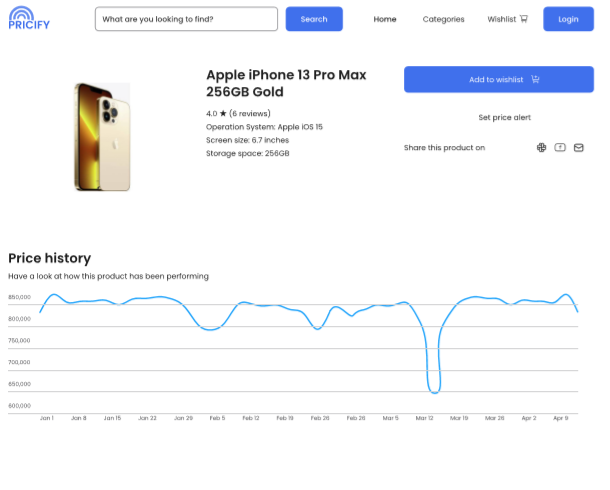 PRICIFY
What are you looking to find?
Search
Home
Categories
Wishlist
Login
Apple iPhone 13 Pro Max
256GB Gold
4.0 ★ (6 reviews)
Operation System: Apple iOS 15
Screen size: 6.7 inches
Storage space: 256GB
Add to wishlist
Set price alert
Share this product on
Price history
Have a look at how this product has been performing
850,000
800,000
750,000
700,000
650,000
600,000
Jan 1 Jan 8 Jan 15 Jan 22 Jan 29 Feb 5 Feb 12 Feb 19 Feb 26 Feb 26 Mar 5 Mar 12 Mar 19 Mar 26 Apr 2 Apr 9